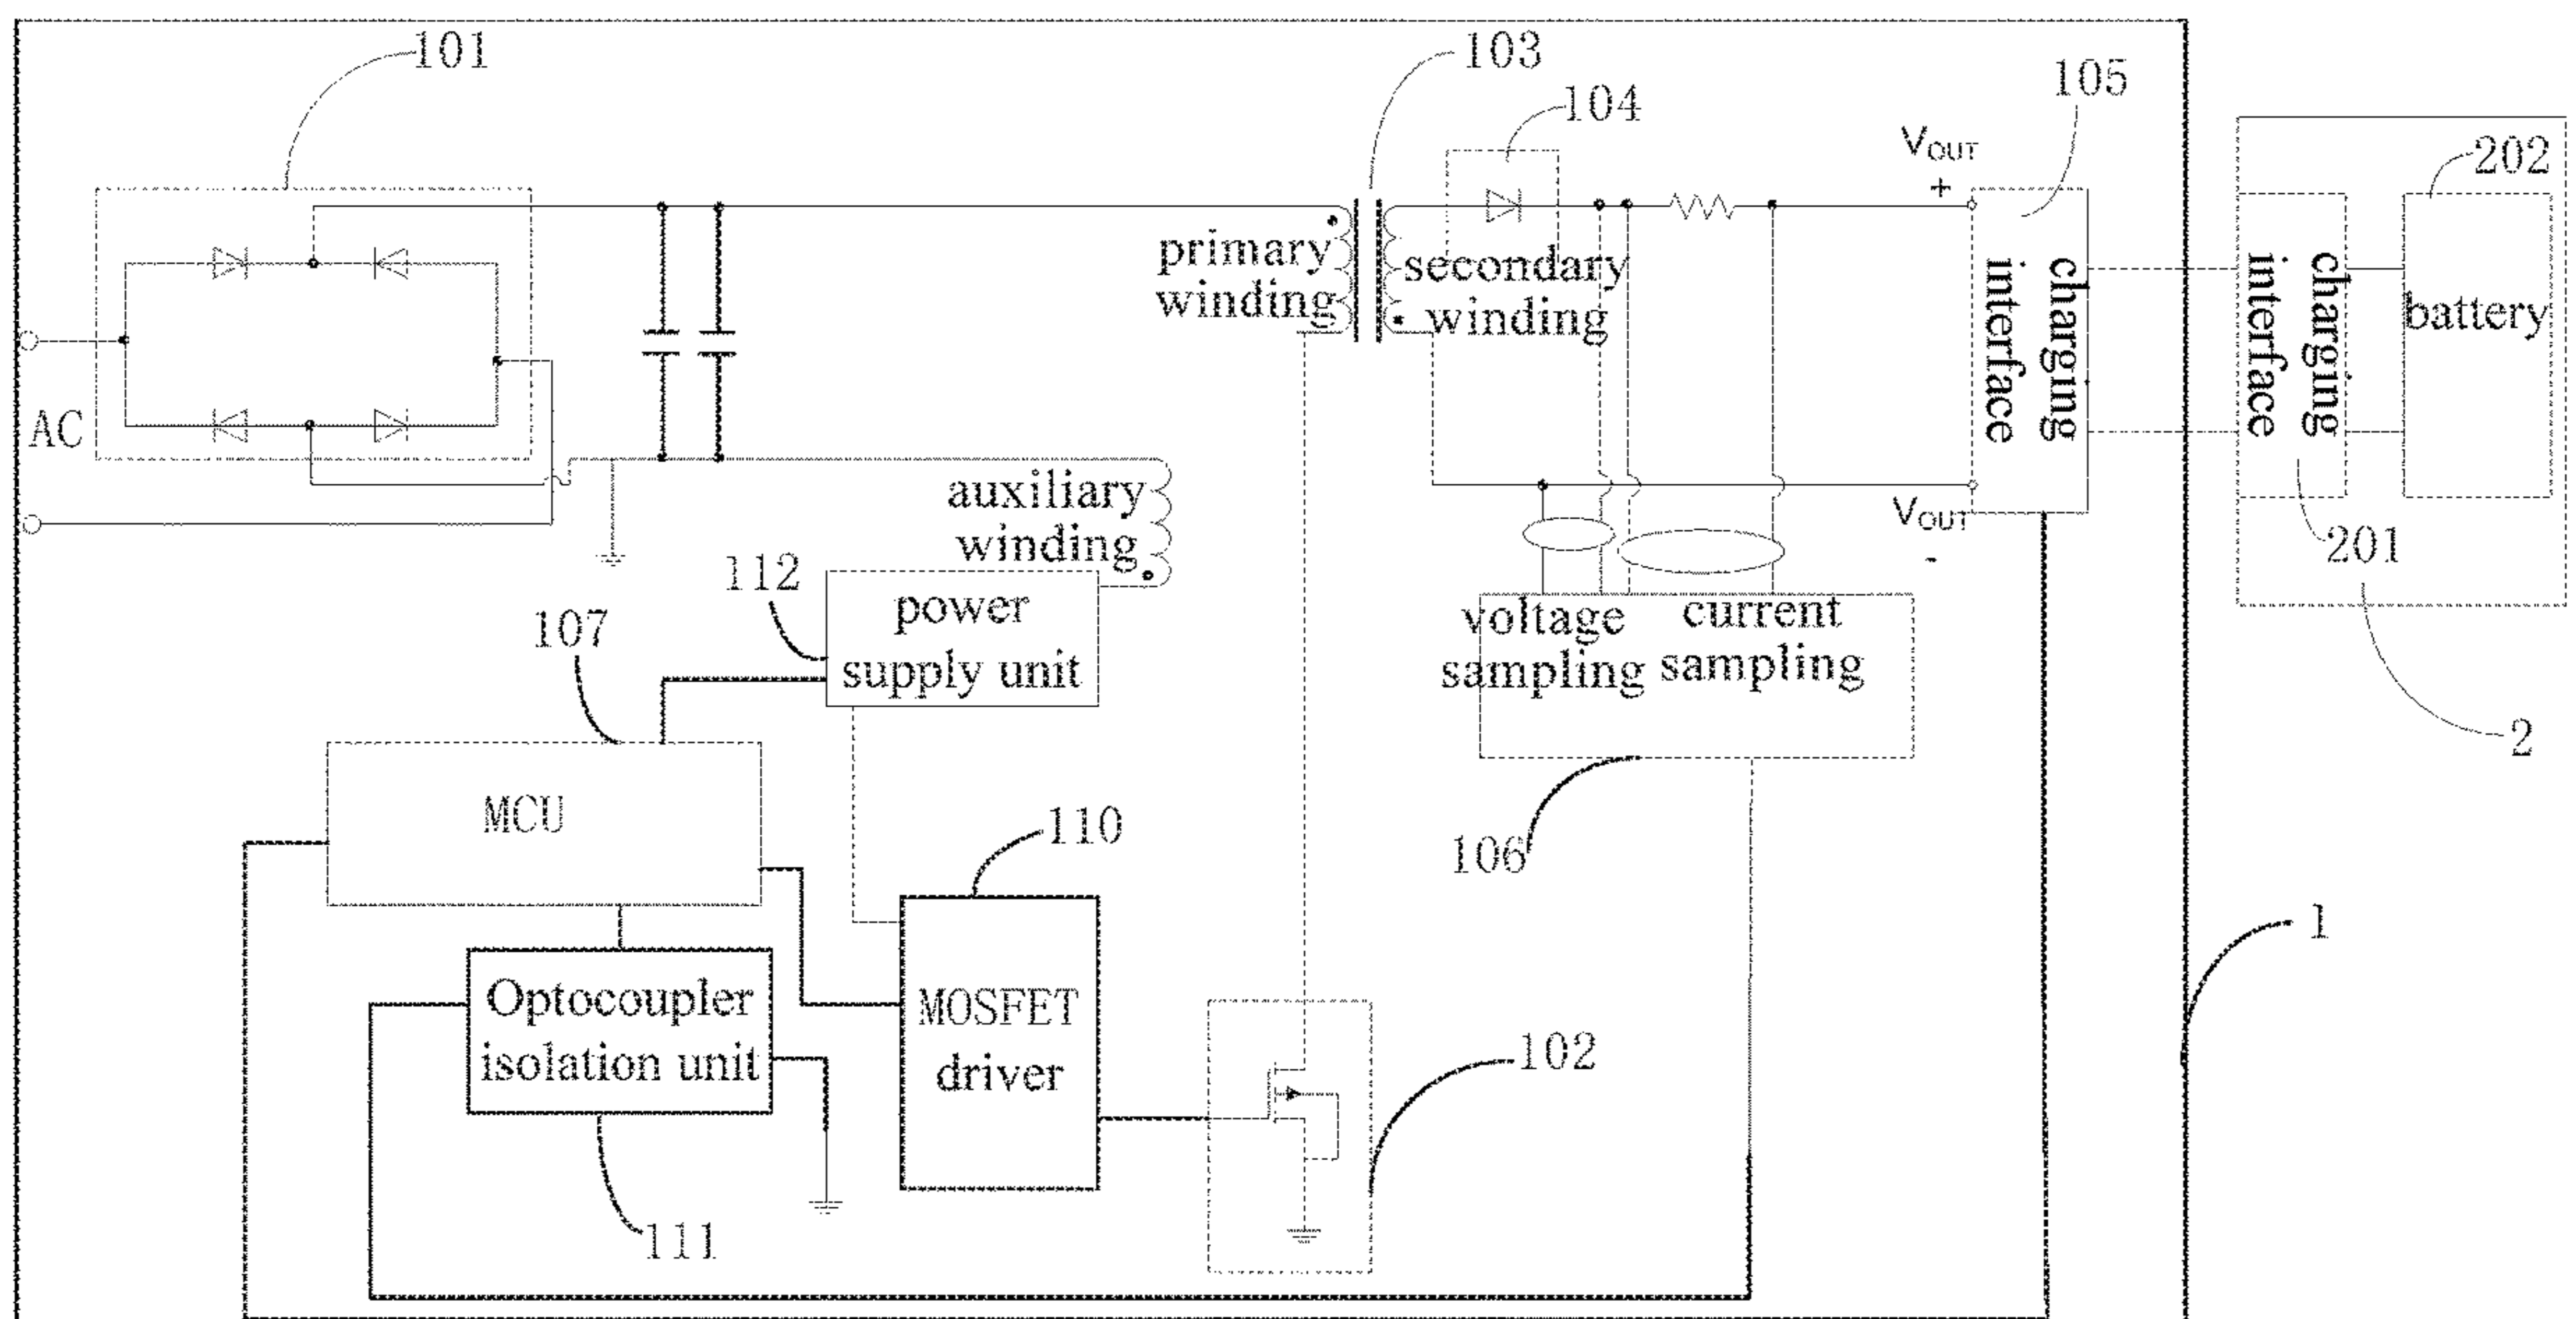 101
103
104
105
202
V_OUT
+
primary
winding
secondary
winding
charging
interface
charging
interface
battery
AC
auxiliary
winding
V_OUT
-
201
112
power
supply unit
107
voltage
sampling
current
sampling
2
MCU
110
106
1
Optocoupler
isolation unit
MOSFET
driver
102
111